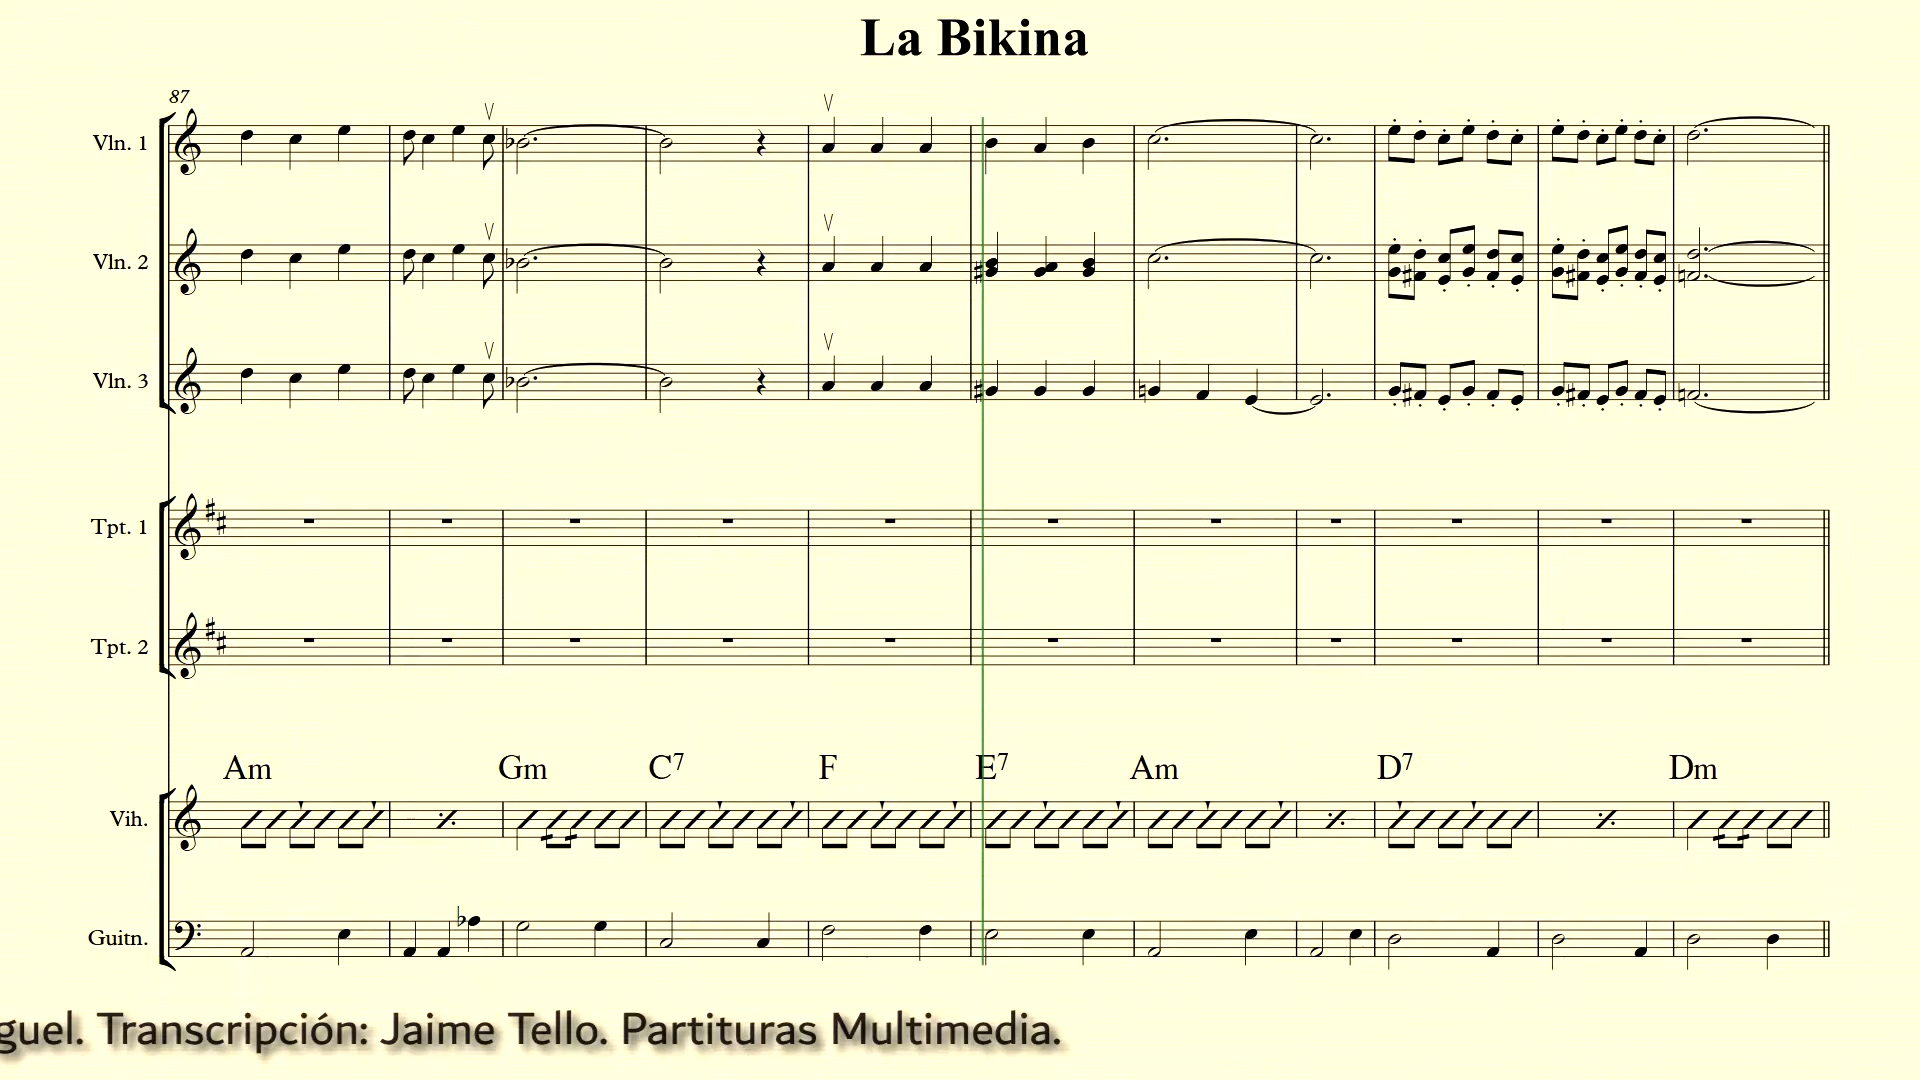 La Bikina
87
Vln. 1
Vln. 2
Vln. 3
Tpt. 1
Tpt. 2
Am Gm C7 F E7 Am D7 Dm
Vih.
Guitn.
guel. Transcripción: Jaime Tello. Partituras Multimedia.